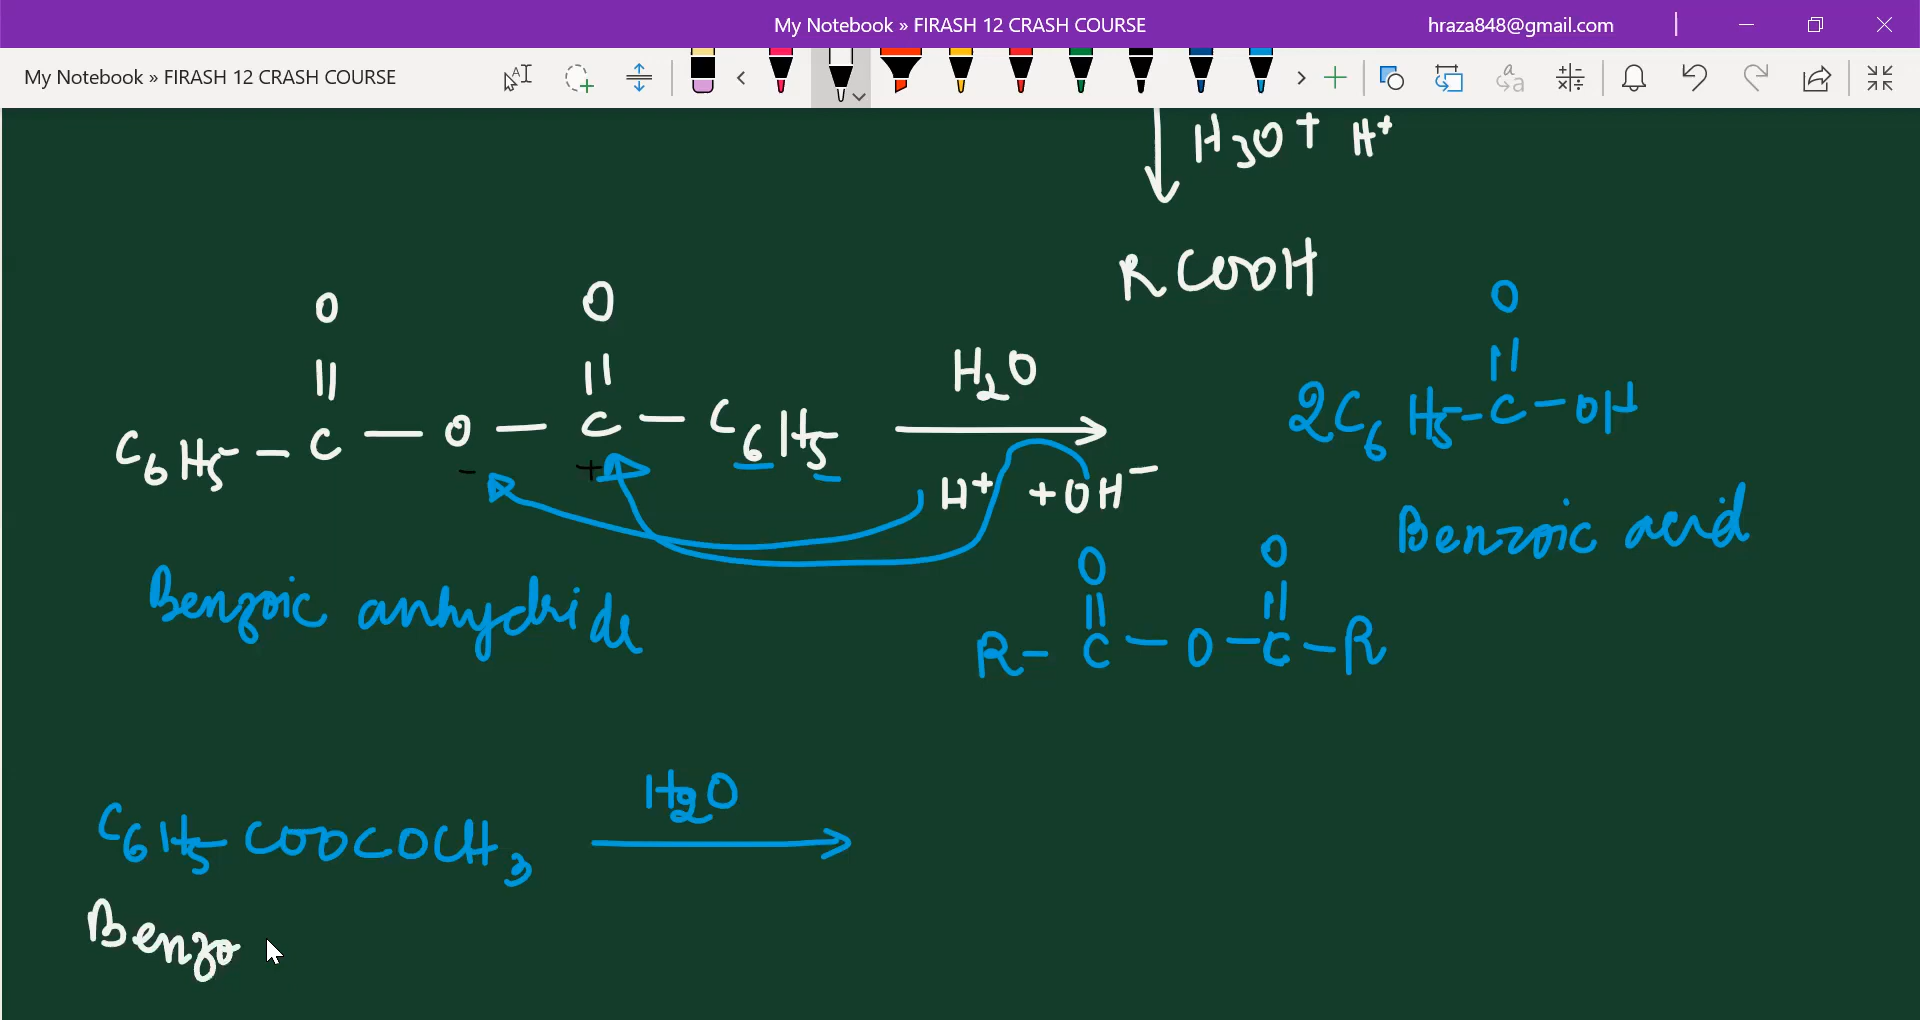 My Notebook » FIRASH 12 CRASH COURSE
hraza848@gmail.com
My Notebook » FIRASH 12 CRASH COURSE
H₃O+ H⁺
RCOOH
O O O
|| || ||
C₆H₅ – C – O – C – C₆H₅ H₂O 2C₆H₅–C–OH
– + H⁺ + OH⁻
Benzoic anhydride Benzoic acid
O O
|| ||
R – C – O – C – R
C₆H₅COOCOCH₃ H₂O
Benzo